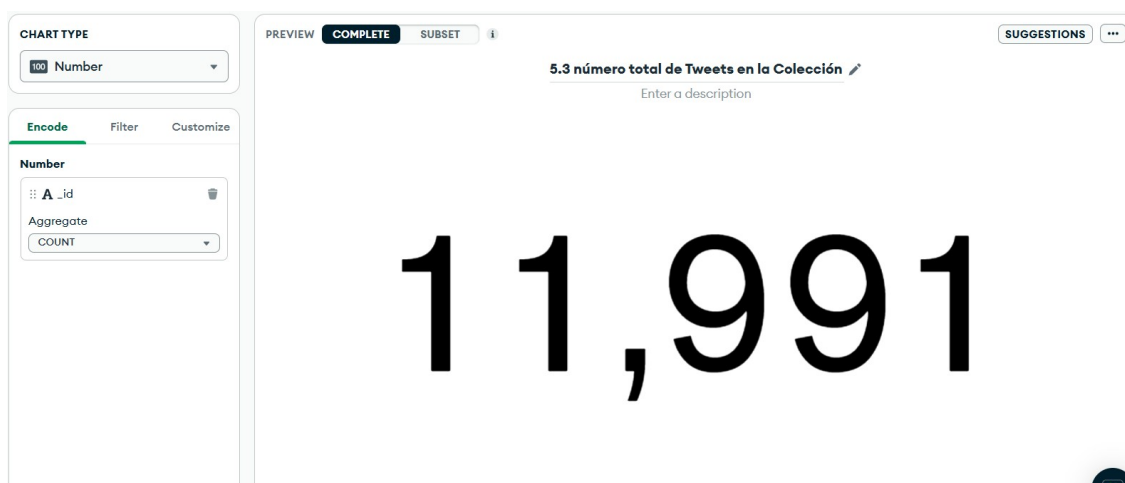 CHART TYPE
100 Number
Encode Filter Customize
Number
A _id
Aggregate
COUNT
PREVIEW COMPLETE SUBSET i
SUGGESTIONS ...
5.3 número total de Tweets en la Colección
Enter a description
11,991